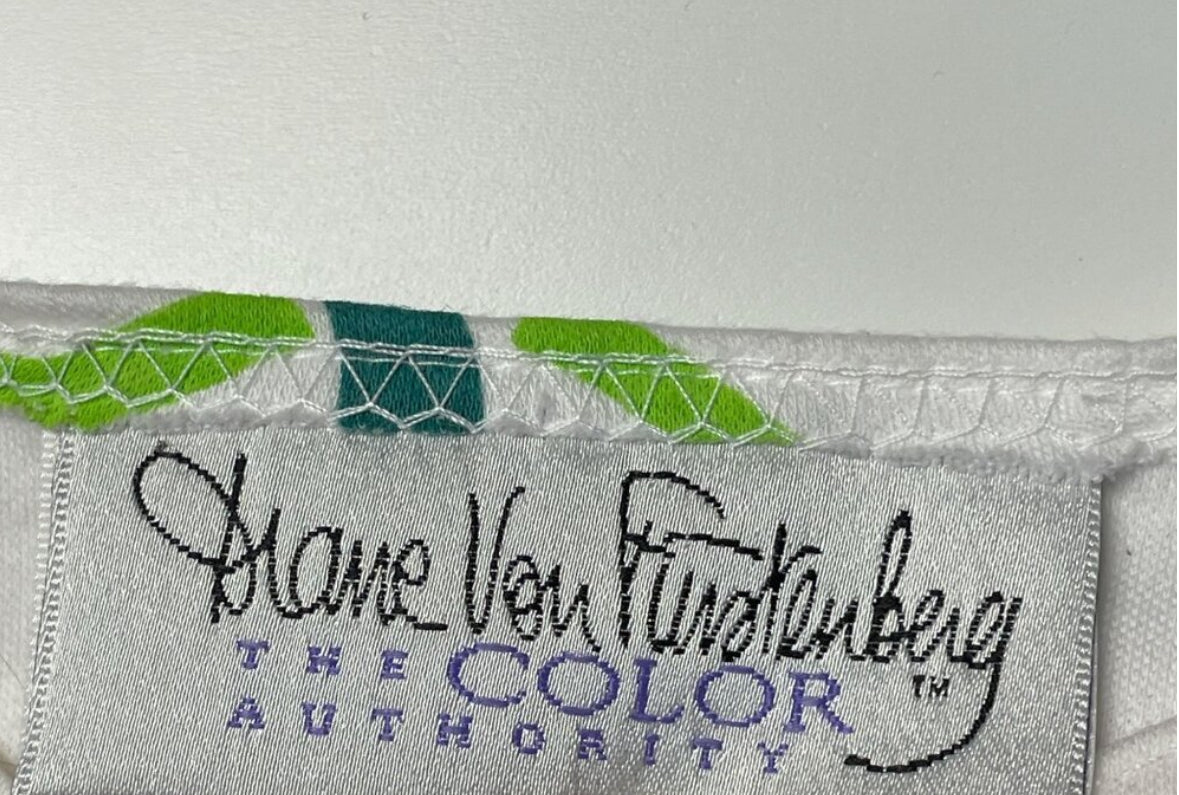 Diane Von Furstenberg
THE COLOR ™
AUTHORITY